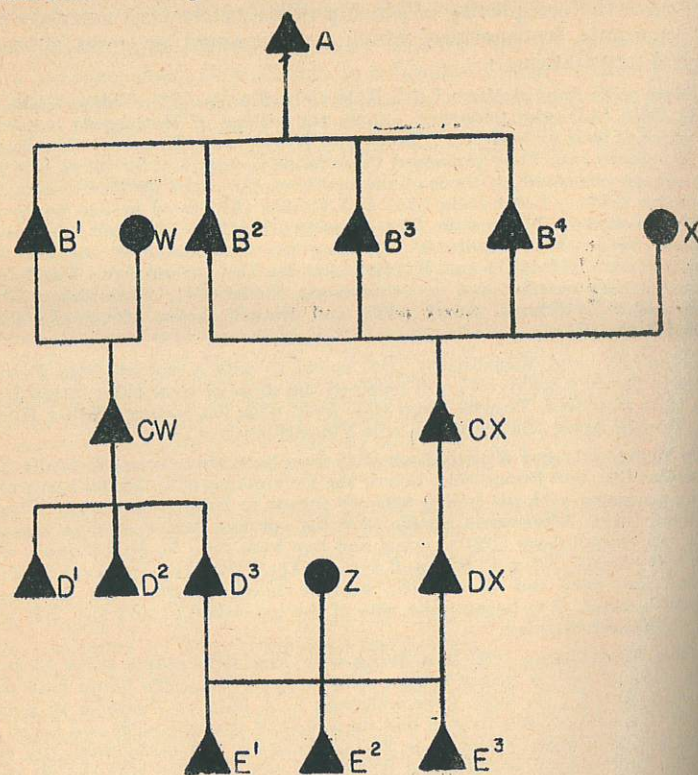 A
B¹ W B² B³ B⁴ X
CW CX
D¹ D² D³ Z DX
E¹ E² E³